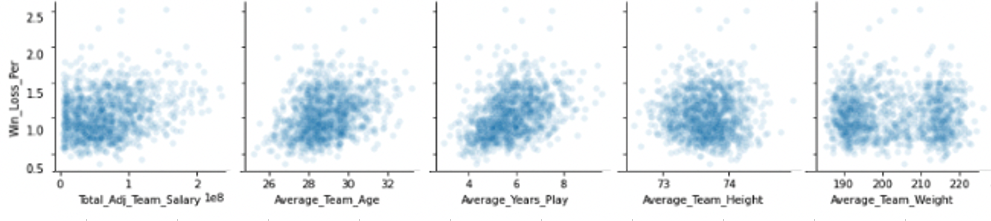 2.5
2.0
1.5
1.0
0.5
Win_Loss_Per
0 1 2
Total_Adj_Team_Salary 1e8
26 28 30 32
Average_Team_Age
4 6 8
Average_Years_Play
73 74
Average_Team_Height
190 200 210 220
Average_Team_Weight